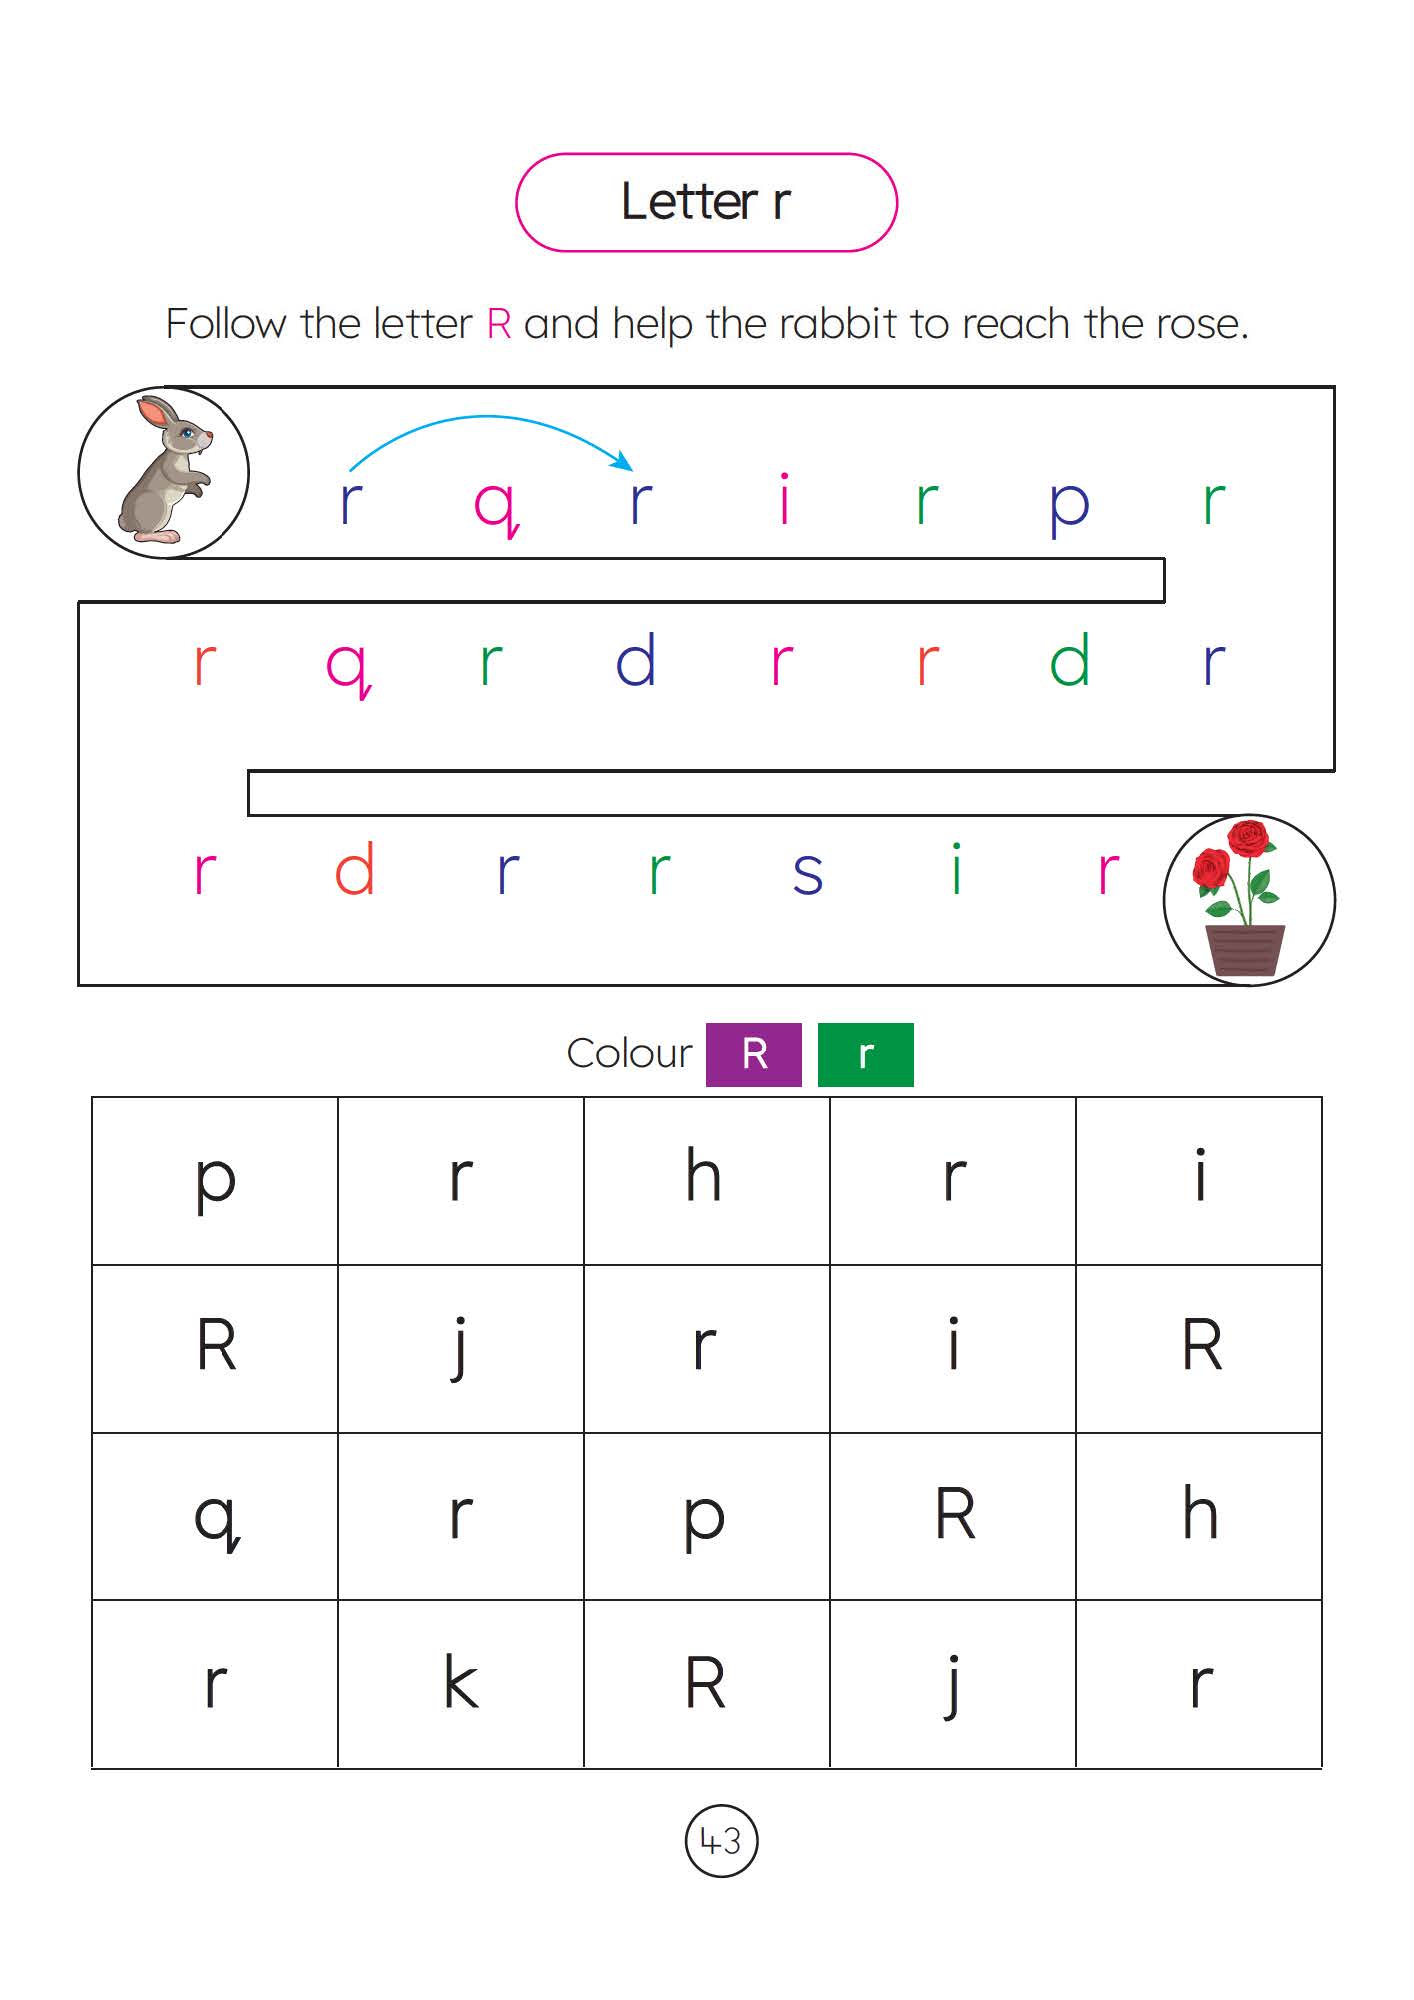 Letter r
Follow the letter R and help the rabbit to reach the rose.
r q r i r p r
r q r d r r d r
r d r r s i r
Colour R r
p r h r i
R j r i R
q r p R h
r k R j r
43